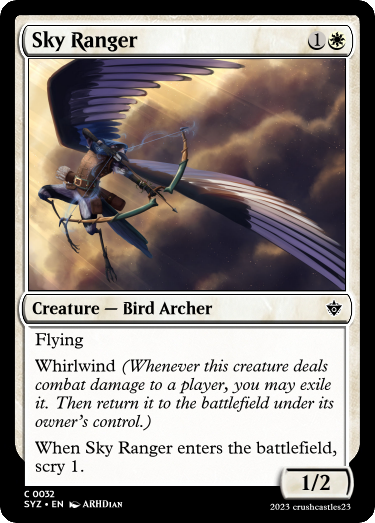 Sky Ranger
1
Creature — Bird Archer
Flying
Whirlwind (Whenever this creature deals
combat damage to a player, you may exile
it. Then return it to the battlefield under its
owner's control.)
When Sky Ranger enters the battlefield,
scry 1.
1/2
C 0032
SYZ • EN ARHDIAN
2023 crushcastles23